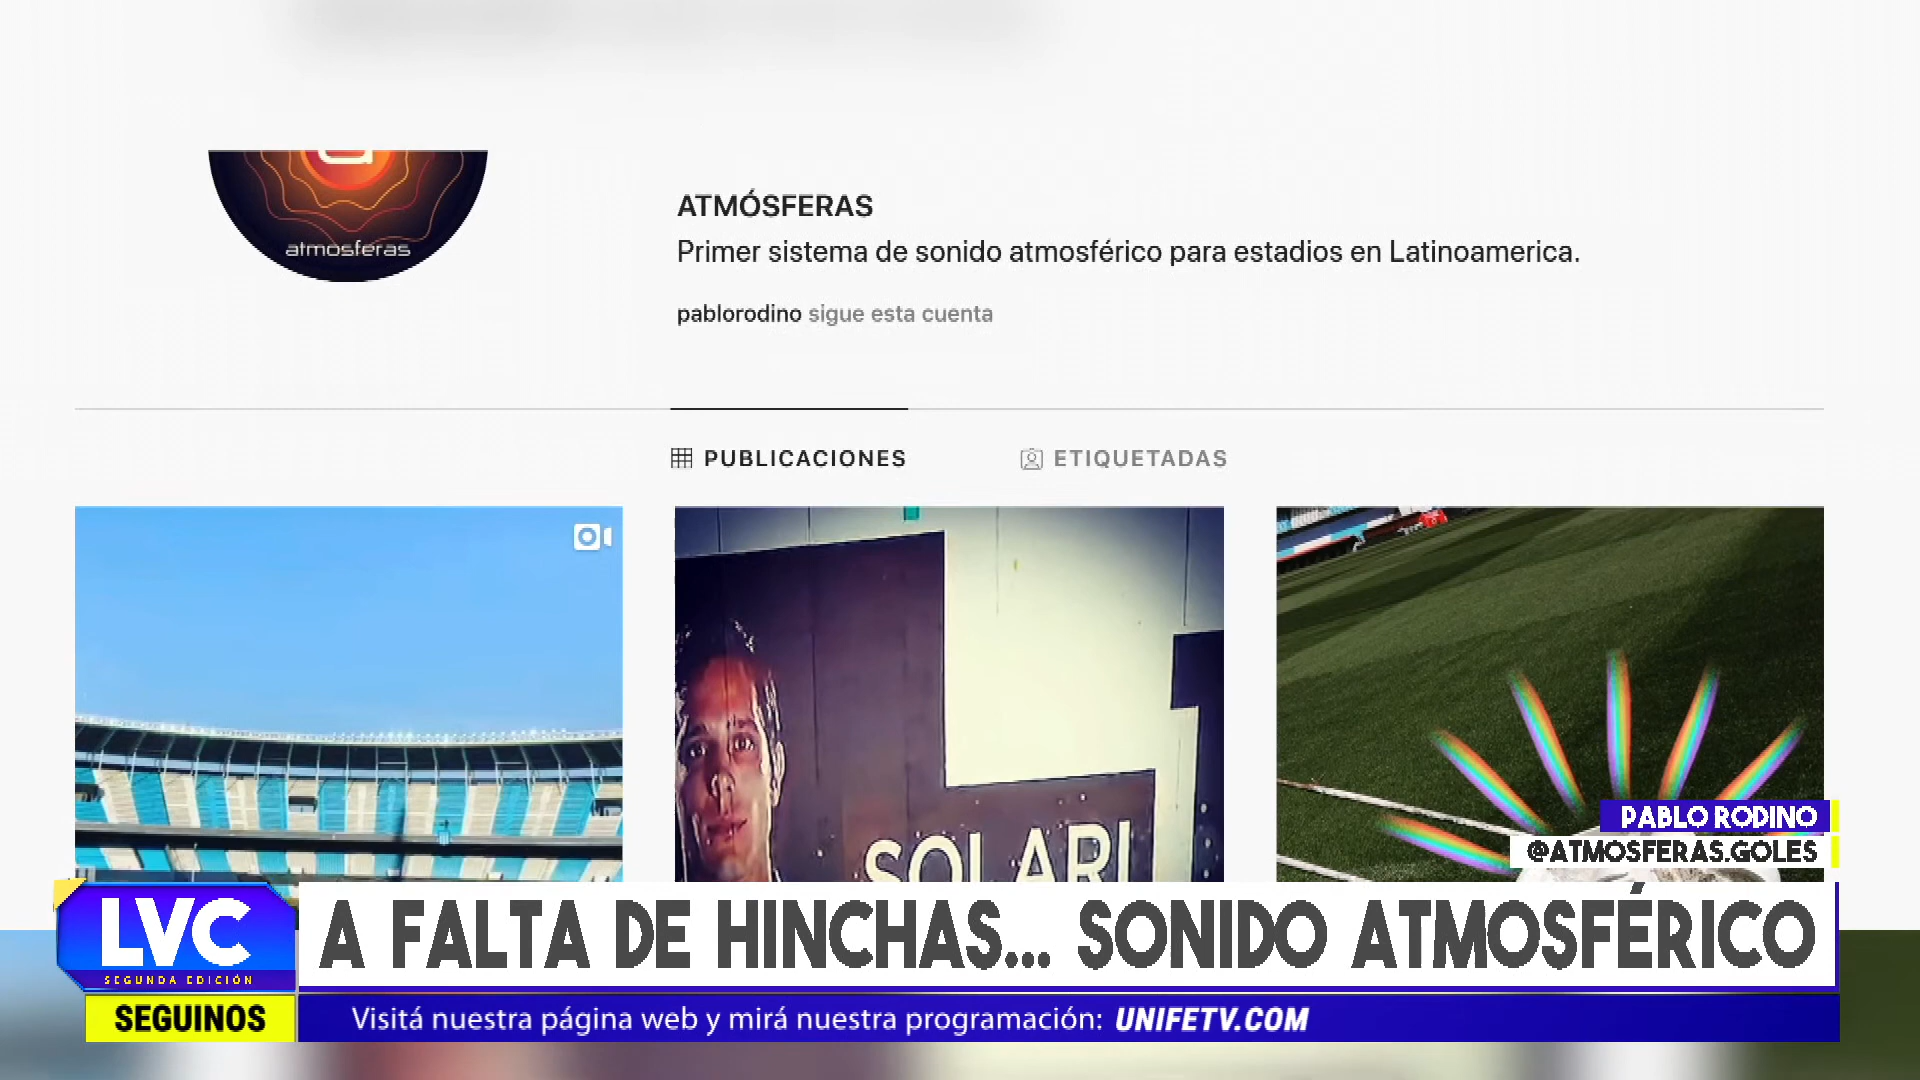 atmosferas
ATMÓSFERAS
Primer sistema de sonido atmosférico para estadios en Latinoamerica.
pablorodino sigue esta cuenta
PUBLICACIONES
ETIQUETADAS
SOLARI
PABLO RODINO
@ATMOSFERAS.GOLES
LVC
SEGUNDA EDICIÓN
A FALTA DE HINCHAS... SONIDO ATMOSFÉRICO
SEGUINOS
Visitá nuestra página web y mirá nuestra programación: UNIFETV.COM